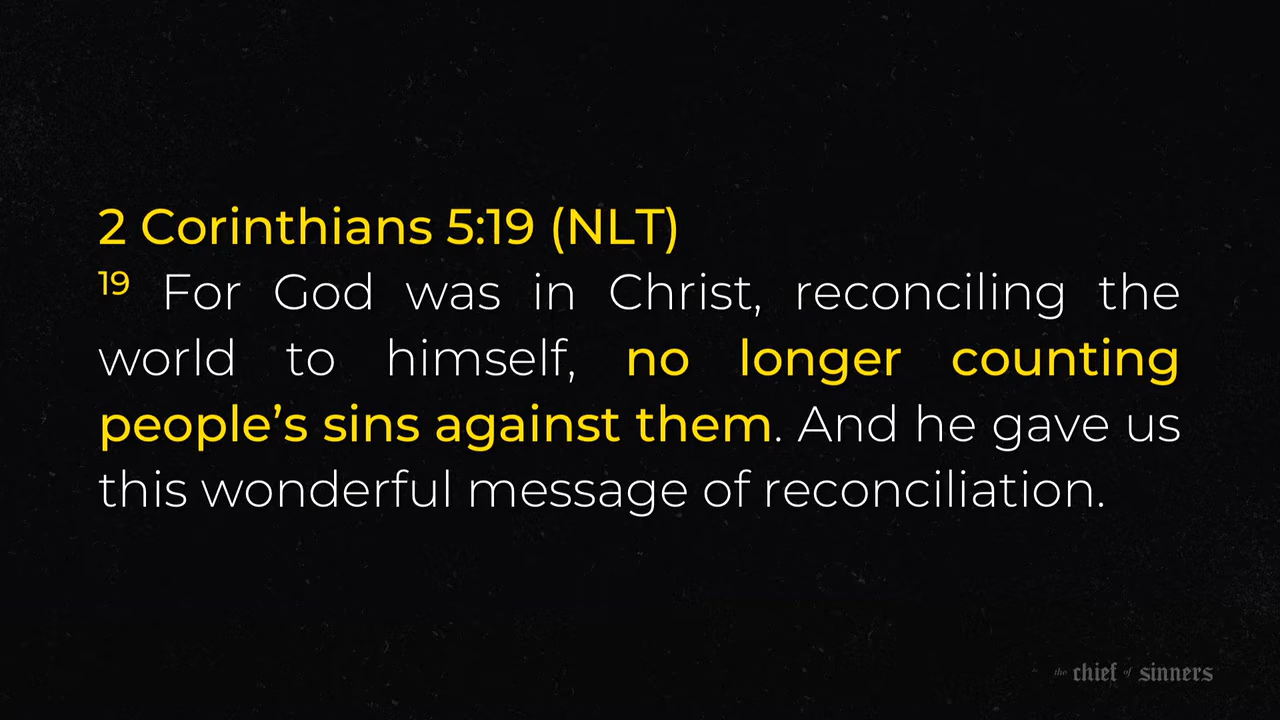 2 Corinthians 5:19 (NLT)
19 For God was in Christ, reconciling the
world to himself, no longer counting
people’s sins against them. And he gave us
this wonderful message of reconciliation.
the chief of sinners